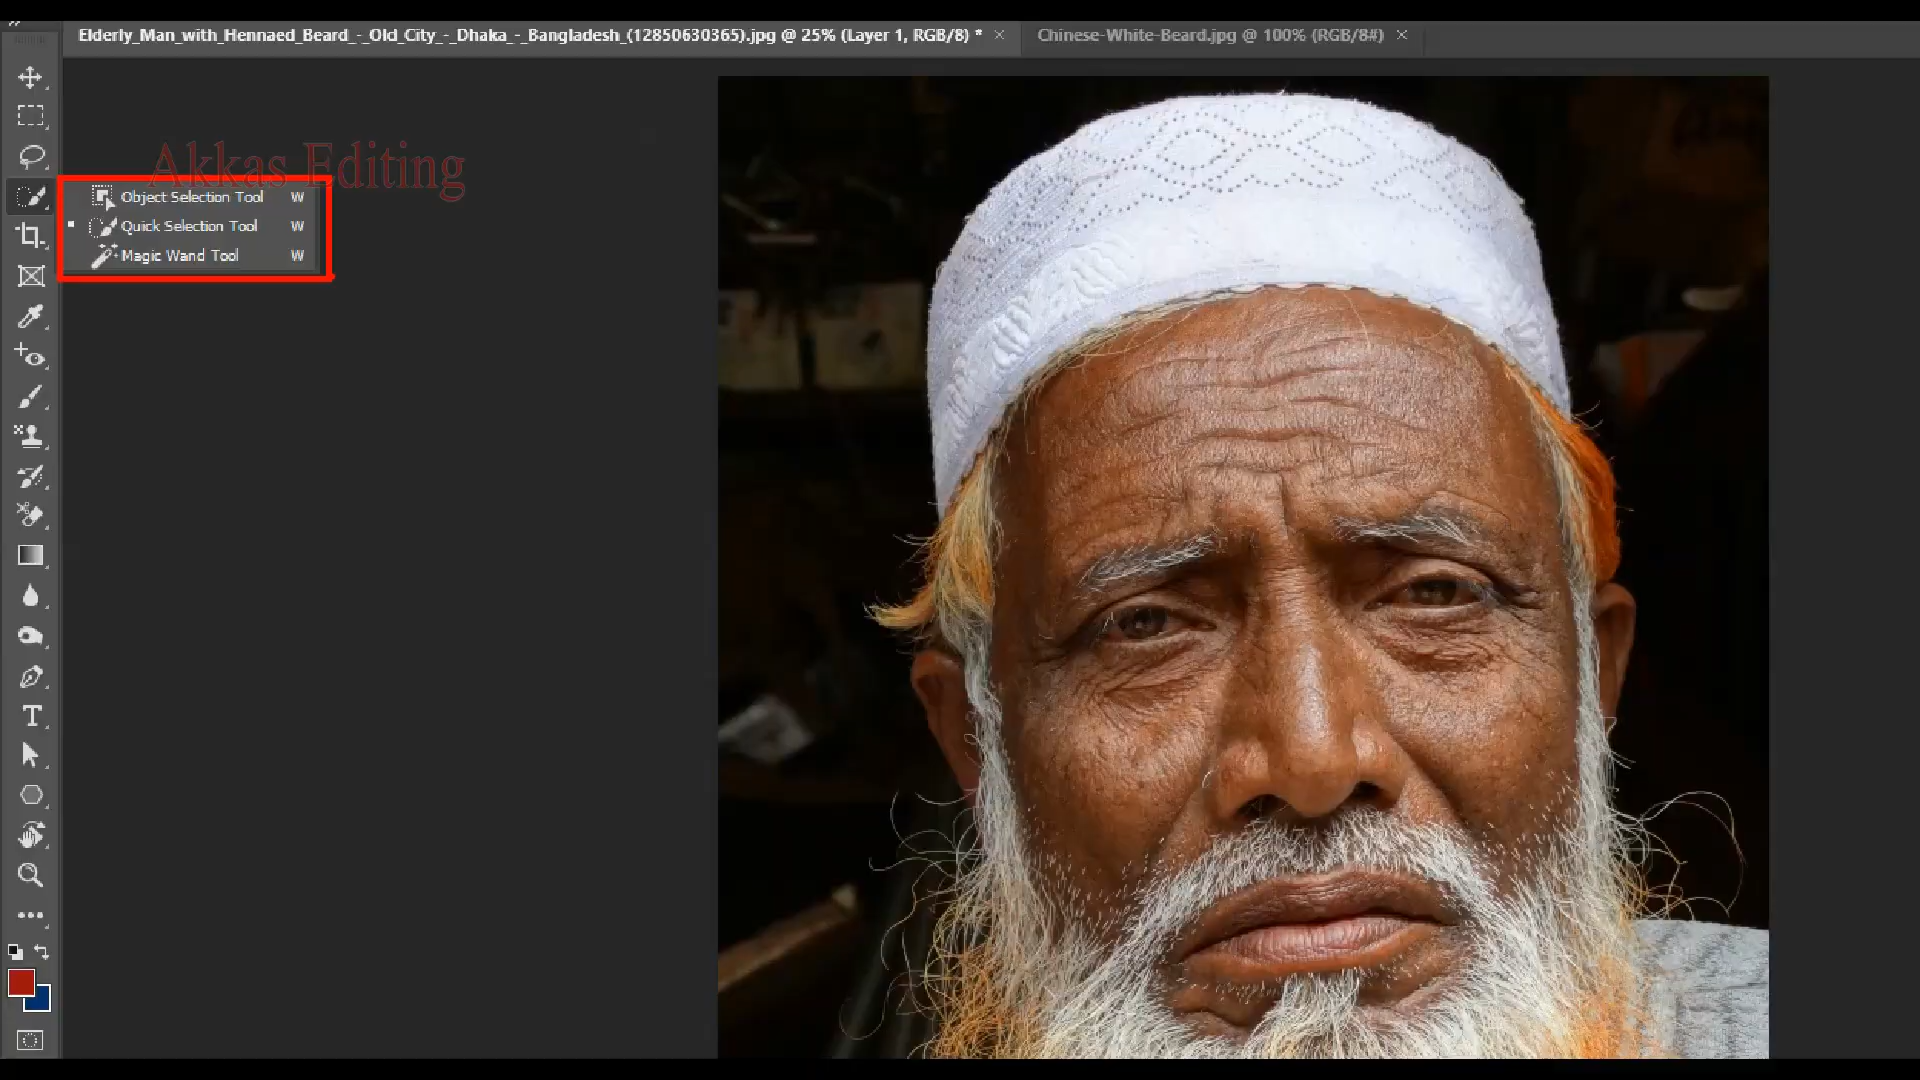 Elderly_Man_with_Hennaed_Beard_-_Old_City_-_Dhaka_-_Bangladesh_(12850630365).jpg @ 25% (Layer 1, RGB/8) * ×
Chinese-White-Beard.jpg @ 100% (RGB/8#) ×
Akkas Editing
Object Selection Tool W
Quick Selection Tool W
Magic Wand Tool W